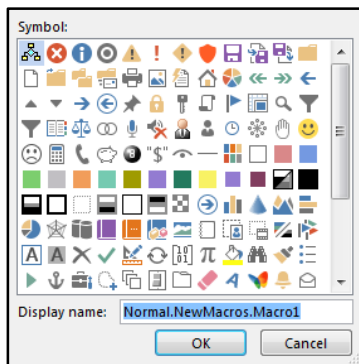 Symbol:
"$"
π
A A
A
Display name: Normal.NewMacros.Macro1
OK Cancel